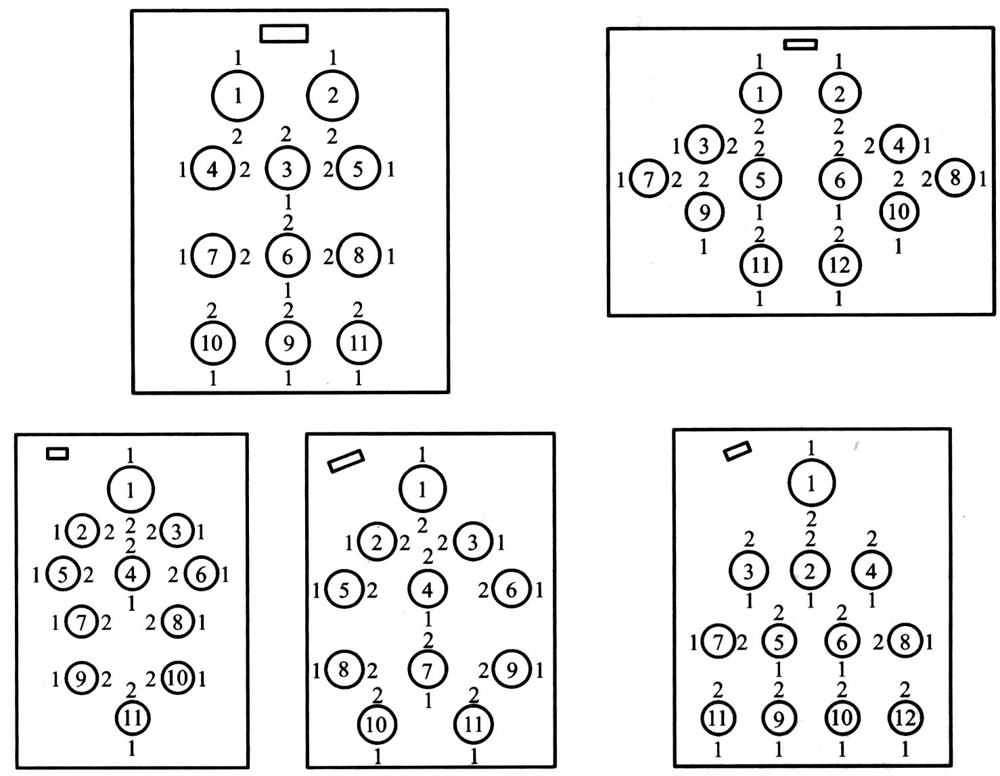 1 1
1 2
2 2 2
1 4 2 3 2 5 1
1
2
1 7 2 6 2 8 1
1
2 2 2
10 9 11
1 1 1
1 1
1 2
2 2
1 3 2 2 2 2 4 1
1 7 2 2 5 6 2 2 8 1
9 1 1 10
1 2 2 1
11 12
1 1
1
1
1 2 2 2 2 3 1
2
1 5 2 4 2 6 1
1
1 7 2 2 8 1
1 9 2 2 10 1
2
11
1
1
1
2
1 2 2 2 3 1
2
1 5 2 4 2 6 1
1
2
1 8 2 7 2 9 1
2 1 2
10 11
1 1
1
1
2
2 2 2
3 2 4
1 1 1
2 2
1 7 2 5 6 2 8 1
1 1
2 2 2 2
11 9 10 12
1 1 1 1